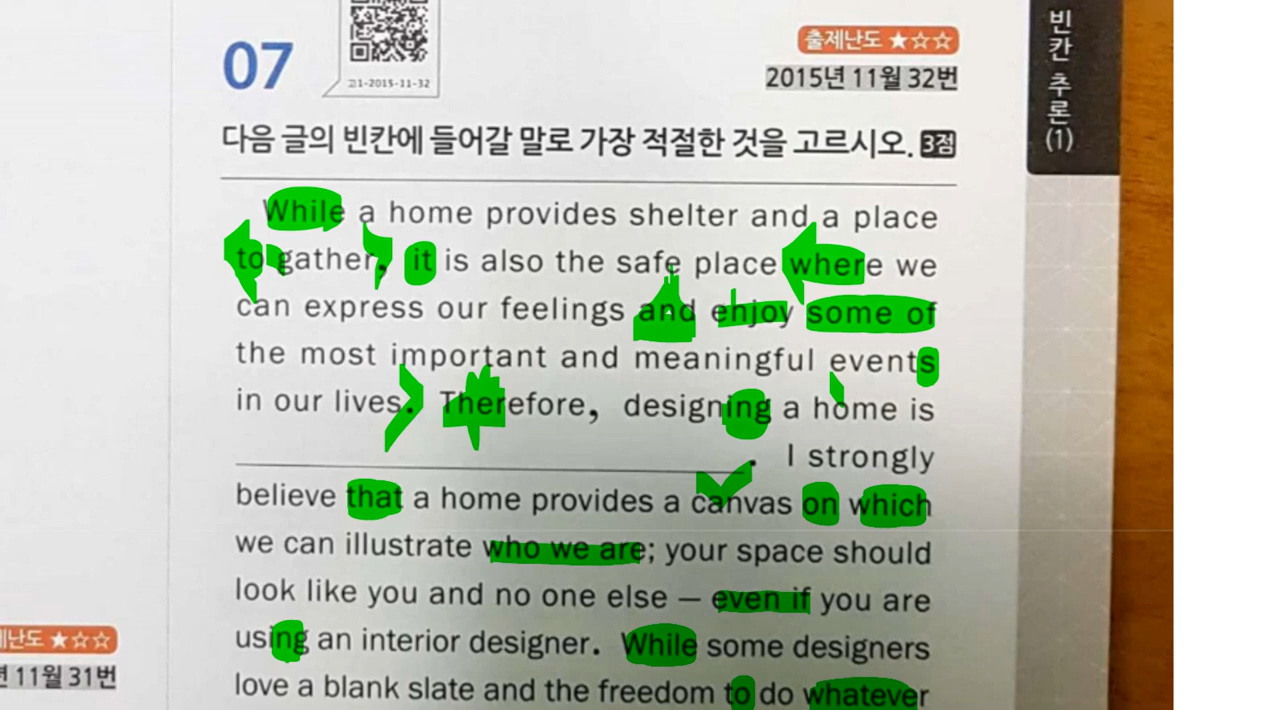 07
고1-2015-11-32
출제난도 ★☆☆
2015년 11월 32번
다음 글의 빈칸에 들어갈 말로 가장 적절한 것을 고르시오. 3점
While a home provides shelter and a place
to gather, it is also the safe place where we
can express our feelings and enjoy some of
the most important and meaningful events
in our lives. Therefore, designing a home is
. I strongly
believe that a home provides a canvas on which
we can illustrate who we are; your space should
look like you and no one else — even if you are
using an interior designer. While some designers
love a blank slate and the freedom to do whatever
난도 ★☆☆
11월 31번
빈칸 추론 (1)